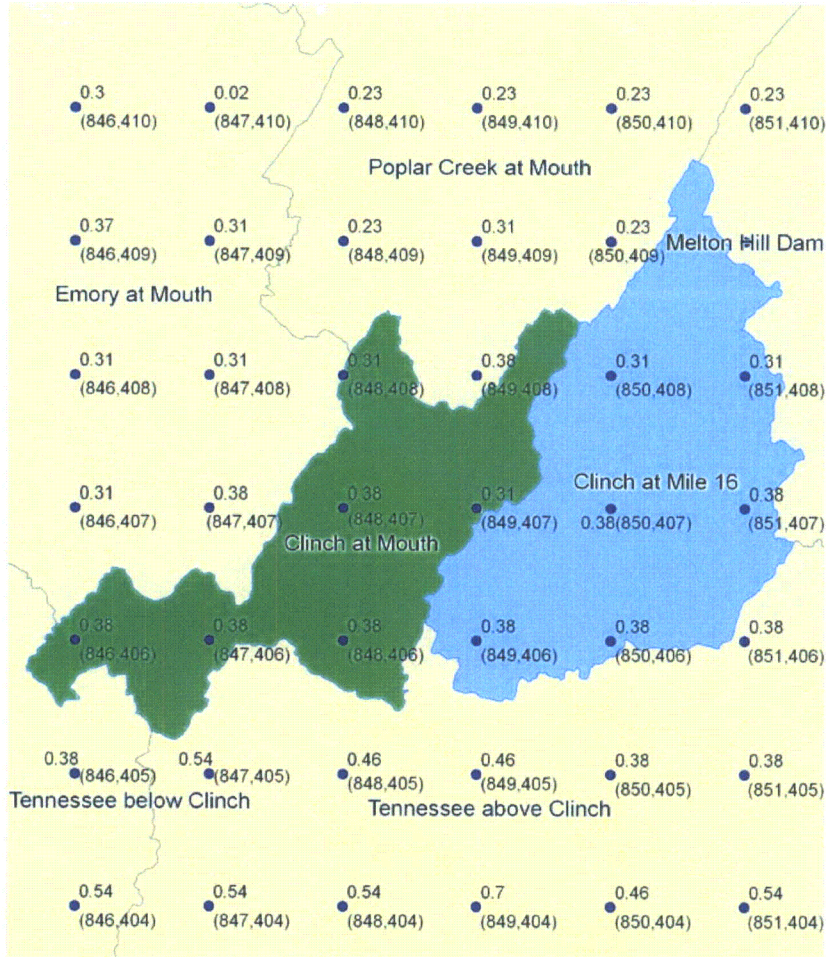 0.3 0.02 0.23 0.23 0.23 0.23
(846,410) (847,410) (848,410) (849,410) (850,410) (851,410)
Poplar Creek at Mouth
0.37 0.31 0.23 0.31 0.23
(846,409) (847,409) (848,409) (849,409) (850,409) Melton Hill Dam
Emory at Mouth
0.31 0.31 0.31 0.38 0.31 0.31
(846,408) (847,408) (848,408) (849,408) (850,408) (851,408)
Clinch at Mile 16
0.31 0.38 0.38 0.31 0.38
(846,407) (847,407) (848,407) (849,407) 0.38(850,407) (851,407)
Clinch at Mouth
0.38 0.38 0.38 0.38 0.38 0.38
(846,406) (847,406) (848,406) (849,406) (850,406) (851,406)
0.38 0.54 0.46 0.46 0.38 0.38
(846,405) (847,405) (848,405) (849,405) (850,405) (851,405)
Tennessee below Clinch Tennessee above Clinch
0.54 0.54 0.54 0.7 0.46 0.54
(846,404) (847,404) (848,404) (849,404) (850,404) (851,404)